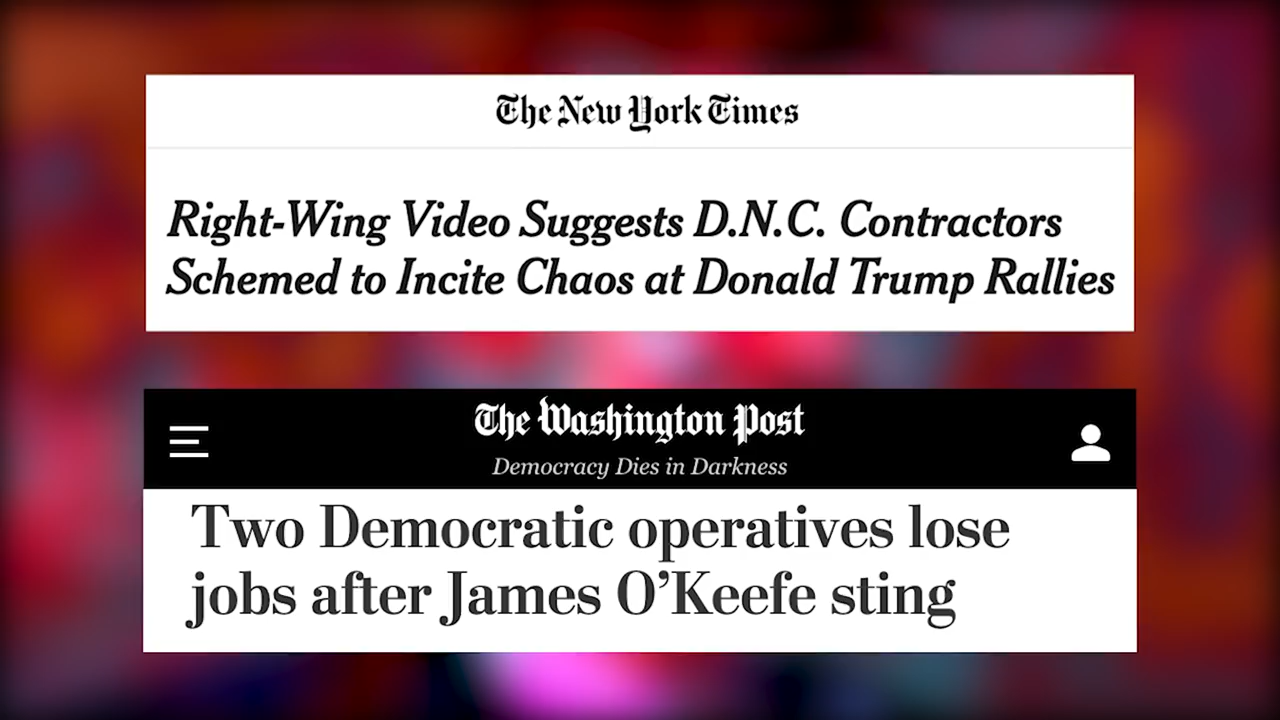 The New York Times
Right-Wing Video Suggests D.N.C. Contractors
Schemed to Incite Chaos at Donald Trump Rallies
The Washington Post
Democracy Dies in Darkness
Two Democratic operatives lose
jobs after James O’Keefe sting